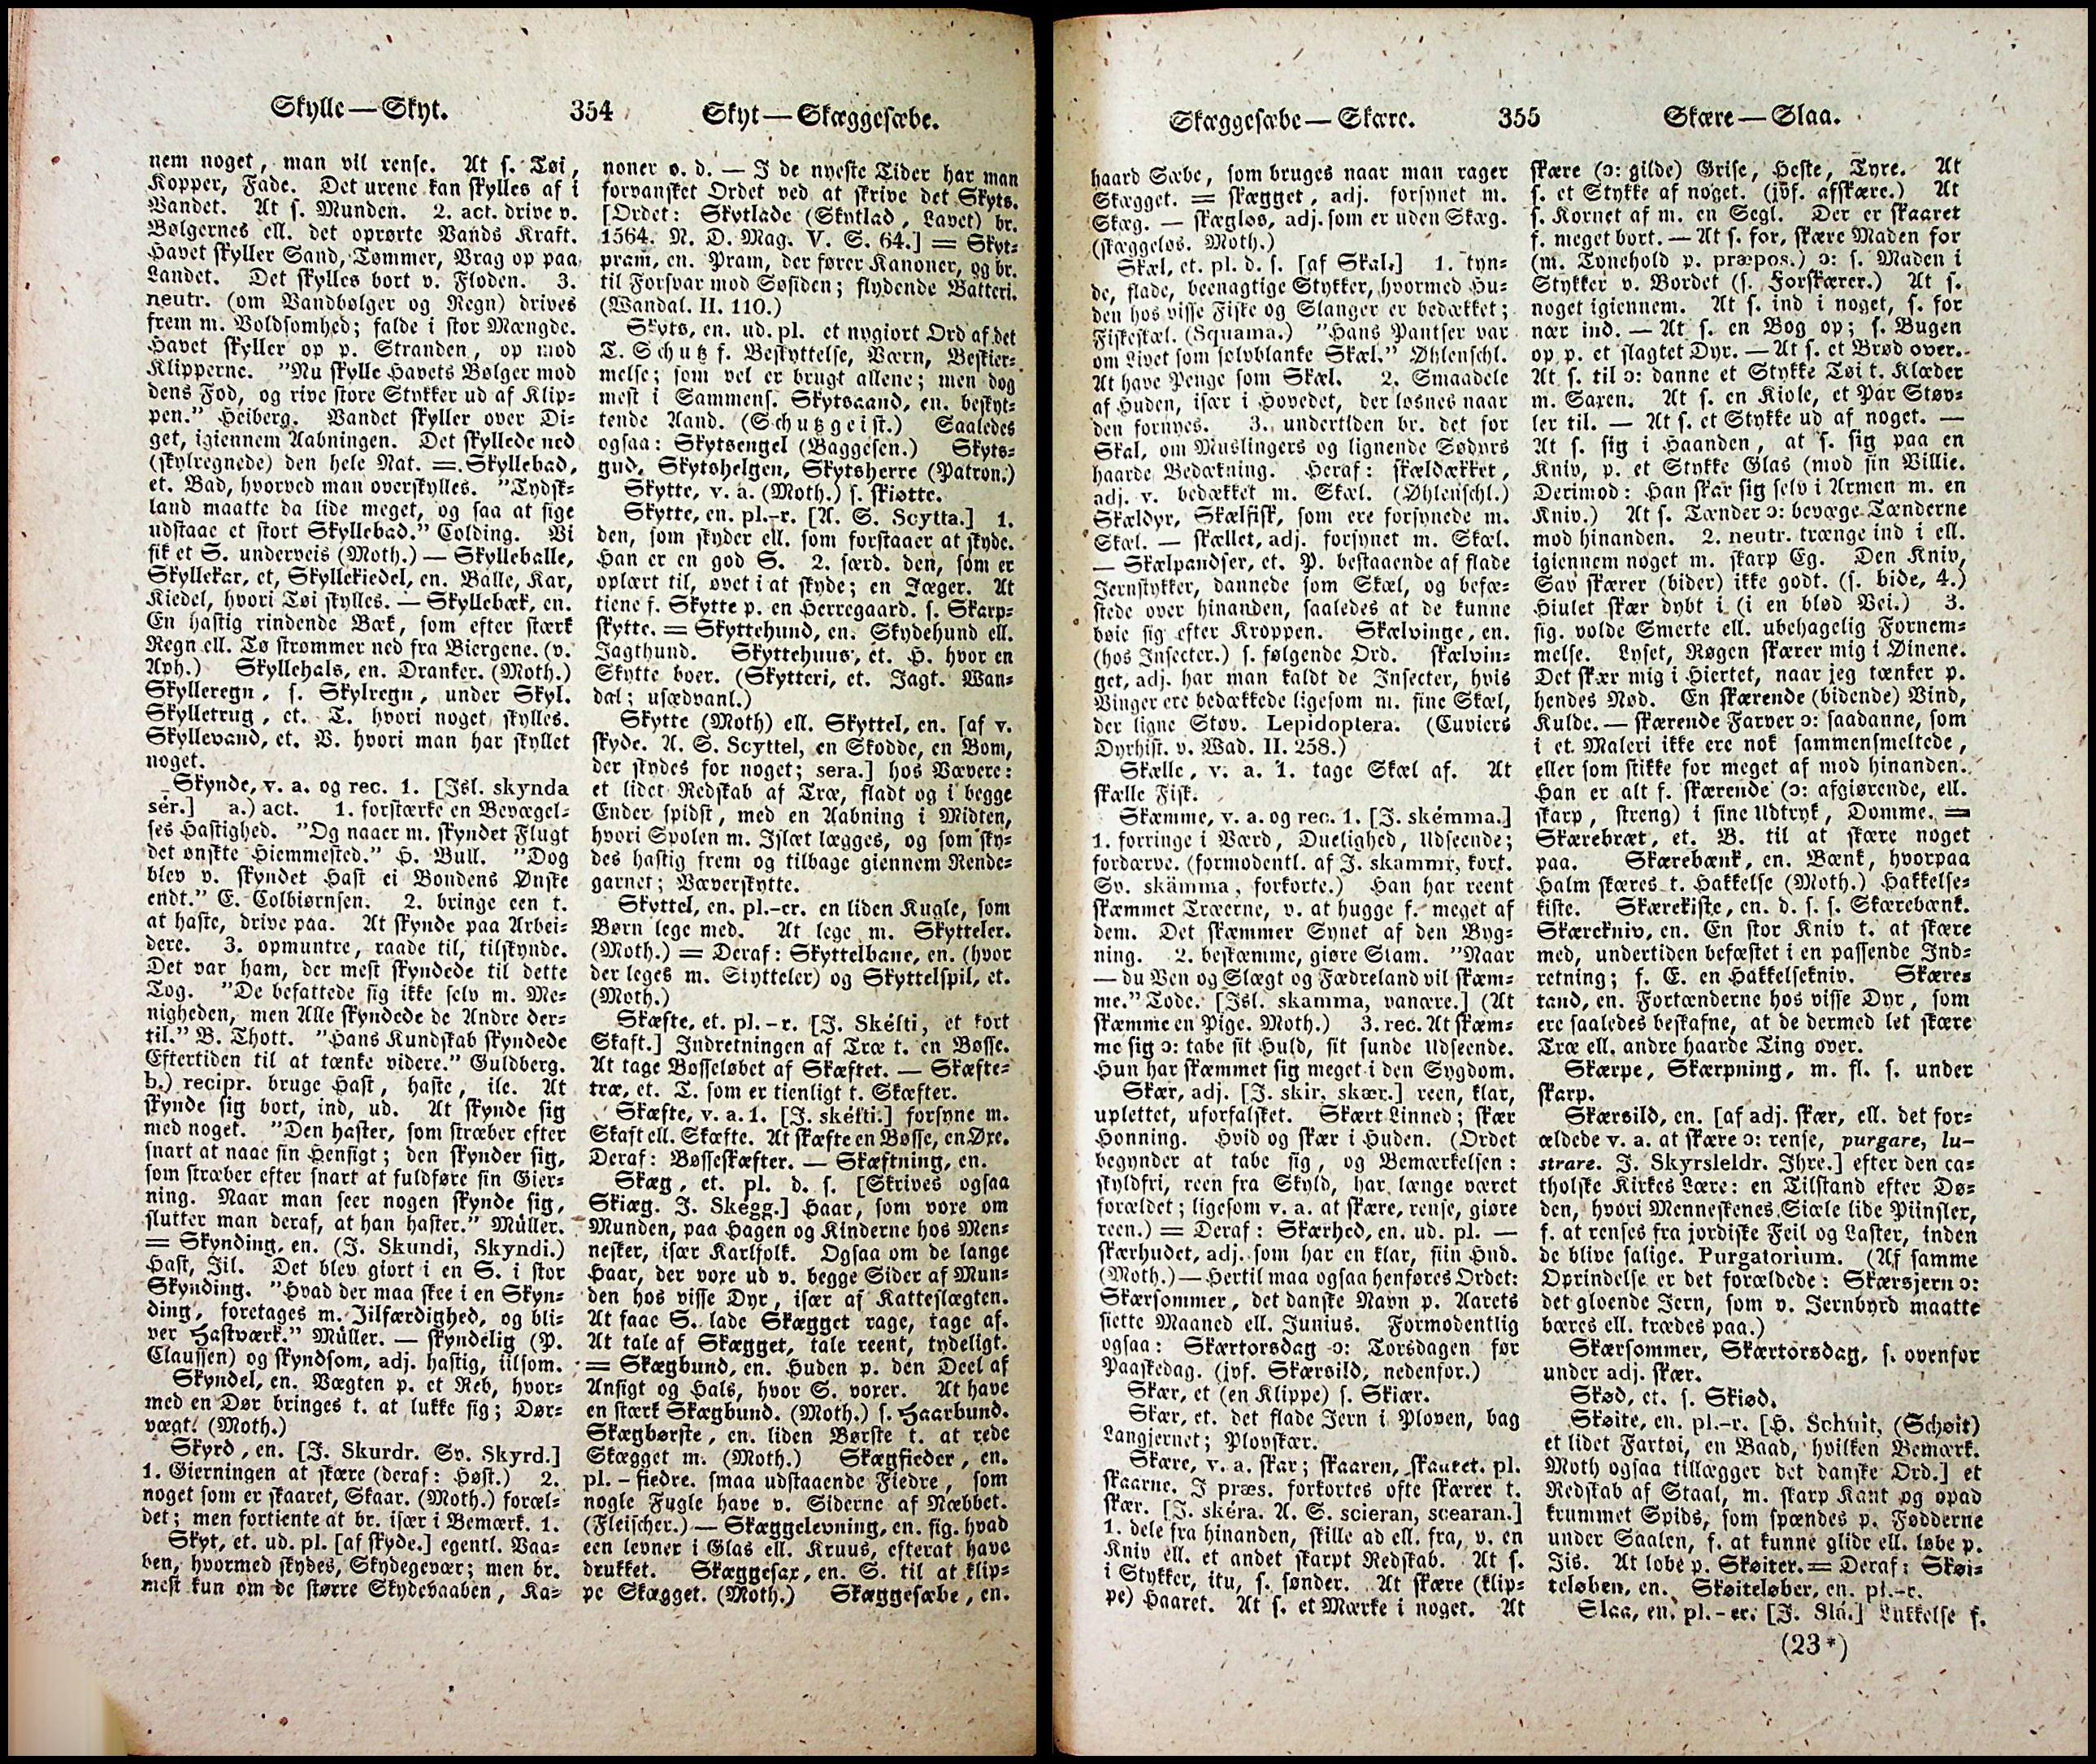 Skylle — Skyt.
354
Skyt — Skæggesæbe.
nem noget, man vil rense. At s. Tøi,
Kopper, Fade. Det urene kan skylles af i
Vandet. At s. Munden. 2. act. drive v.
Bølgernes ell. det oprørte Vands Kraft.
Havet skyller Sand, Tømmer, Vrag op paa
Landet. Det skylles bort v. Floden. 3.
neutr. (om Vandbølger og Regn) drives
frem m. Voldsomhed; falde i stor Mængde.
Havet skyller op p. Stranden, op mod
Klipperne. "Nu skylle Havets Bølger mod
dens Fod, og rive store Stykker ud af Klip=
pen." Heiberg. Vandet skyller over Di=
get, igiennem Aabningen. Det skyllede ned
(skylregnede) den hele Nat. =. Skyllebad,
et. Bad, hvorved man overskylles. "Tydsk=
land maatte da lide meget, og saa at sige
udstaae et stort Skyllebad." Colding. Vi
fik et S. underveis (Moth.) — Skylleballe,
Skyllekar, et, Skyllekiedel, en. Balle, Kar,
Kiedel, hvori Tøi skylles. — Skyllebæk, en.
En hastig rindende Bæk, som efter stærk
Regn ell. Tø strømmer ned fra Biergene. (v.
Aph.) Skyllehals, en. Dranker. (Moth.)
Skylleregn, s. Skylregn, under Skyl.
Skylletrug, et. T. hvori noget skylles.
Skyllevand, et. V. hvori man har skyllet
noget.
Skynde, v. a. og rec. 1. [Isl. skynda
sér.] a.) act. 1. forstærke en Bevægel=
ses Hastighed. "Og naaer m. skyndet Flugt
det ønskte Hiemmested." H. Bull. "Dog
blev v. skyndet Hast ei Bondens Ønske
endt." E. Colbiørnsen. 2. bringe een t.
at haste, drive paa. At skynde paa Arbei=
dere. 3. opmuntre, raade til, tilskynde.
Det var ham, der mest skyndede til dette
Tog. "De befattede sig ikke selv m. Me=
nigheden, men Alle skyndede de Andre der=
til." B. Thott. "Hans Kundskab skyndede
Eftertiden til at tænke videre." Guldberg.
b.) recipr. bruge Hast, haste, ile. At
skynde sig bort, ind, ud. At skynde sig
med noget. "Den haster, som stræber efter
snart at naae sin Hensigt; den skynder sig,
som stræber efter snart at fuldføre sin Gier=
ning. Naar man seer nogen skynde sig,
slutter man deraf, at han haster." Müller.
= Skynding, en. (I. Skundi, Skyndi.)
Hast, Iil. Det blev giort i en S. i stor
Skynding. "Hvad der maa skee i en Skyn=
ding, foretages m. Iilfærdighed, og bli=
ver Hastværk." Müller. — skyndelig (P.
Claussen) og skyndsom, adj. hastig, iilsom.
Skyndel, en. Vægten p. et Reb, hvor=
med en Dør bringes t. at lukke sig; Dør=
vægt. (Moth.)
Skyrd, en. [I. Skurdr. Sv. Skyrd.]
1. Gierningen at skære (deraf: Høst.) 2.
noget som er skaaret, Skaar. (Moth.) foræl=
det; men fortiente at br. især i Bemærk. 1.
Skyt, et. ud. pl. [af skyde.] egentl. Vaa=
ben, hvormed skydes, Skydegevær; men br.
mest kun om de større Skydevaaben, Ka=
noner o. d. — I de nyeste Tider har man
forvansket Ordet ved at skrive det Skyts.
[Ordet: Skytlade (Skytlad, Lavet) br.
1564. N. D. Mag. V. S. 64.] = Skyt=
pram, en. Pram, der fører Kanoner, og br.
til Forsvar mod Søsiden; flydende Batteri.
(Wandal. II. 110.)
Skyts, en. ud. pl. et nygiort Ord af det
T. Schutz f. Beskyttelse, Værn, Beskier=
melse; som vel er brugt allene; men dog
mest i Sammens. Skytsaand, en. beskyt=
tende Aand. (Schutzgeist.) Saaledes
ogsaa: Skytsengel (Baggesen.) Skyts=
gud, Skytshelgen, Skytsherre (Patron.)
Skytte, v. a. (Moth.) s. skiøtte.
Skytte, en. pl.-r. [A. S. Scytta.] 1.
den, som skyder ell. som forstaaer at skyde.
Han er en god S. 2. særd. den, som er
oplært til, øvet i at skyde; en Jæger. At
tiene f. Skytte p. en Herregaard. s. Skarp=
skytte. = Skyttehund, en. Skydehund ell.
Jagthund. Skyttehuus, et. H. hvor en
Skytte boer. (Skytteri, et. Jagt. Wan=
dal; usædvanl.)
Skytte (Moth) ell. Skyttel, en. [af v.
skyde. A. S. Scyttel, en Skodde, en Bom,
der skydes for noget; sera.] hos Vævere:
et lidet Redskab af Træ, fladt og i begge
Ender spidst, med en Aabning i Midten,
hvori Spolen m. Islæt lægges, og som sky=
des hastig frem og tilbage giennem Rende=
garnet; Væverskytte.
Skyttel, en. pl.-er. en liden Kugle, som
Børn lege med. At lege m. Skytteler.
(Moth.) = Deraf: Skyttelbane, en. (hvor
der leges m. Skytteler) og Skyttelspil, et.
(Moth.)
Skæfte, et. pl.-r. [I. Skéfti, et kort
Skaft.] Indretningen af Træ t. en Bøsse.
At tage Bøsseløbet af Skæftet. — Skæfte=
træ, et. T. som er tienligt t. Skæfter.
Skæfte, v. a. 1. [I. skéfti.] forsyne m.
Skaft ell. Skæfte. At skæfte en Bøsse, en Øxe.
Deraf: Bøsseskæfter. — Skæftning, en.
Skæg, et. pl. d. s. [Skrives ogsaa
Skiæg. I. Skegg.] Haar, som voxe om
Munden, paa Hagen og Kinderne hos Men=
nesker, især Karlfolk. Ogsaa om de lange
Haar, der voxe ud v. begge Sider af Mun=
den hos visse Dyr, især af Katteslægten.
At faae S. lade Skægget rage, tage af.
At tale af Skægget, tale reent, tydeligt.
= Skægbund, en. Huden p. den Deel af
Ansigt og Hals, hvor S. voxer. At have
en stærk Skægbund. (Moth.) s. Haarbund.
Skægbørste, en. liden Børste t. at rede
Skægget m. (Moth.) Skægfieder, en.
pl. - fiedre. smaa udstaaende Fiedre, som
nogle Fugle have v. Siderne af Næbbet.
(Fleischer.) — Skæggelevning, en. fig. hvad
een levner i Glas ell. Kruus, efterat have
drukket. Skæggesax, en. S. til at klip=
pe Skægget. (Moth.) Skæggesæbe, en.
Skæggesæbe — Skære.
355
Skære — Slaa.
haard Sæbe, som bruges naar man rager
Skægget. = skægget, adj. forsynet m.
Skæg. — skægløs, adj. som er uden Skæg.
(skæggeløs. Moth.)
Skæl, et. pl. d. s. [af Skal.] 1. tyn=
de, flade, beenagtige Stykker, hvormed Hu=
den hos visse Fiske og Slanger er bedækket;
Fiskeskæl. (Squama.) "Hans Pantser var
om Livet som sølvblanke Skæl." Øhlenschl.
At have Penge som Skæl. 2. Smaadele
af Huden, især i Hovedet, der løsnes naar
den fornyes. 3. undertiden br. det for
Skal, om Muslingers og lignende Sødyrs
haarde Bedækning. Heraf: skældækket,
adj. v. bedækket m. Skæl. (Øhlenschl.)
Skældyr, Skælfisk, som ere forsynede m.
Skæl. — skællet, adj. forsynet m. Skæl.
— Skælpandser, et. P. bestaaende af flade
Jernstykker, dannede som Skæl, og befæ=
stede over hinanden, saaledes at de kunne
bøie sig efter Kroppen. Skælvinge, en.
(hos Insecter.) s. følgende Ord. skælvin=
get, adj. har man kaldt de Insecter, hvis
Vinger ere bedækkede ligesom m. fine Skæl,
der ligne Støv. Lepidoptera. (Cuviers
Dyrhist. v. Wad. II. 258.)
Skælle, v. a. 1. tage Skæl af. At
skælle Fisk.
Skæmme, v. a. og rec. 1. [I. skémma.]
1. forringe i Værd, Duelighed, Udseende;
fordærve. (formodentl. af I. skammr, kort.
Sv. skämma, forkorte.) Han har reent
skæmmet Træerne, v. at hugge f. meget af
dem. Det skæmmer Synet af den Byg=
ning. 2. beskæmme, giøre Skam. "Naar
— du Ven og Slægt og Fædreland vil skæm=
me." Tode. [Isl. skamma, vanære.] (At
skæmme en Pige. Moth.) 3. rec. At skæm=
me sig ɔ: tabe sit Huld, sit sunde Udseende.
Hun har skæmmet sig meget i den Sygdom.
Skær, adj. [I. skir, skær.] reen, klar,
uplettet, uforfalsket. Skært Linned; skær
Honning. Hvid og skær i Huden. (Ordet
begynder at tabe sig, og Bemærkelsen:
skyldfri, reen fra Skyld, har længe været
forældet; ligesom v. a. at skære, rense, giøre
reen.) = Deraf: Skærhed, en. ud. pl. —
skærhudet, adj. som har en klar, fiin Hud.
(Moth.) — Hertil maa ogsaa henføres Ordet:
Skærsommer, det danske Navn p. Aarets
siette Maaned ell. Junius. Formodentlig
ogsaa: Skærtorsdag ɔ: Torsdagen før
Paaskedag. (jvf. Skærsild, nedenfor.)
Skær, et (en Klippe) s. Skiær.
Skær, et. det flade Jern i Ploven, bag
Langjernet; Plovskær.
Skære, v. a. skar; skaaren, skaaret. pl.
skaarne. I præs. forkortes ofte skærer t.
skær. [I. skéra. A. S. scieran, scearan.]
1. dele fra hinanden, skille ad ell. fra, v. en
Kniv ell. et andet skarpt Redskab. At s.
i Stykker, itu, s. sønder. At skære (klip=
pe) Haaret. At s. et Mærke i noget. At
skære (ɔ: gilde) Grise, Heste, Tyre. At
s. et Stykke af noget. (jvf. afskære.) At
s. Kornet af m. en Segl. Der er skaaret
f. meget bort. — At s. for, skære Maden for
(m. Tonehold p. præpos.) ɔ: s. Maden i
Stykker v. Bordet (s. Forskærer.) At s.
noget igiennem. At s. ind i noget, s. for
nær ind. — At s. en Bog op; s. Bugen
op p. et slagtet Dyr. — At s. et Brød over.
At s. til ɔ: danne et Stykke Tøi t. Klæder
m. Saxen. At s. en Kiole, et Par Støv=
ler til. — At s. et Stykke ud af noget. —
At s. sig i Haanden, at s. sig paa en
Kniv, p. et Stykke Glas (mod sin Villie.
Derimod: Han skar sig selv i Armen m. en
Kniv.) At s. Tænder ɔ: bevæge Tænderne
mod hinanden. 2. neutr. trænge ind i ell.
igiennem noget m. skarp Eg. Den Kniv,
Sav skærer (bider) ikke godt. (s. bide, 4.)
Hiulet skær dybt i (i en blød Vei.) 3.
fig. volde Smerte ell. ubehagelig Fornem=
melse. Lyset, Røgen skærer mig i Øinene.
Det skær mig i Hiertet, naar jeg tænker p.
hendes Nød. En skærende (bidende) Vind,
Kulde. — skærende Farver ɔ: saadanne, som
i et Maleri ikke ere nok sammensmeltede,
eller som stikke for meget af mod hinanden.
Han er alt f. skærende (ɔ: afgiørende, ell.
skarp, streng) i sine Udtryk, Domme. =
Skærebræt, et. B. til at skære noget
paa. Skærebænk, en. Bænk, hvorpaa
Halm skæres t. Hakkelse (Moth.) Hakkelse=
kiste. Skærekiste, en. d. s. s. Skærebænk.
Skærekniv, en. En stor Kniv t. at skære
med, undertiden befæstet i en passende Ind=
retning; f. E. en Hakkelsekniv. Skære=
tand, en. Fortænderne hos visse Dyr, som
ere saaledes beskafne, at de dermed let skære
Træ ell. andre haarde Ting over.
Skærpe, Skærpning, m. fl. s. under
skarp.
Skærsild, en. [af adj. skær, ell. det for=
ældede v. a. at skære ɔ: rense, purgare, lu-
strare. I. Skyrsleldr. Ihre.] efter den ca=
tholske Kirkes Lære: en Tilstand efter Dø=
den, hvori Menneskenes Siæle lide Piinsler,
f. at renses fra jordiske Feil og Laster, inden
de blive salige. Purgatorium. (Af samme
Oprindelse er det forældede: Skærsjern ɔ:
det gloende Jern, som v. Jernbyrd maatte
bæres ell. trædes paa.)
Skærsommer, Skærtorsdag, s. ovenfor
under adj. skær.
Skød, et. s. Skiød.
Skøite, en. pl.-r. [H. Schuit, (Schøit)
et lidet Fartøi, en Baad, hvilken Bemærk.
Moth ogsaa tillægger det danske Ord.] et
Redskab af Staal, m. skarp Kant og opad
krummet Spids, som spændes p. Fødderne
under Saalen, f. at kunne glide ell. løbe p.
Iis. At løbe p. Skøiter. = Deraf: Skøi=
teløben, en. Skøiteløber, en. pl.-e.
Slaa, en. pl.-er. [I. Slá.] Lukkelse f.
(23*)